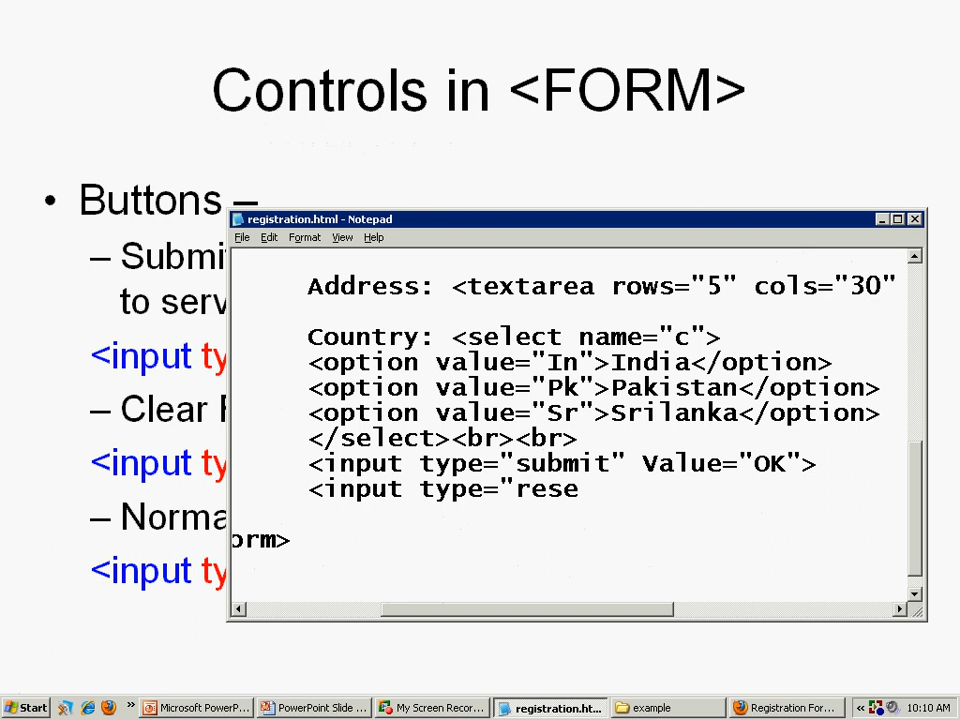 Controls in <FORM>
• Buttons –
– Submi
to serv
<input ty
– Clear F
<input ty
– Norma
<input ty
registration.html - Notepad
File Edit Format View Help
Address: <textarea rows="5" cols="30"
Country: <select name="c">
<option value="In">India</option>
<option value="Pk">Pakistan</option>
<option value="Sr">Srilanka</option>
</select><br><br>
<input type="submit" Value="OK">
<input type="rese
orm>
Start » Microsoft PowerP... PowerPoint Slide ... My Screen Recor... registration.ht... example Registration For... « 10:10 AM